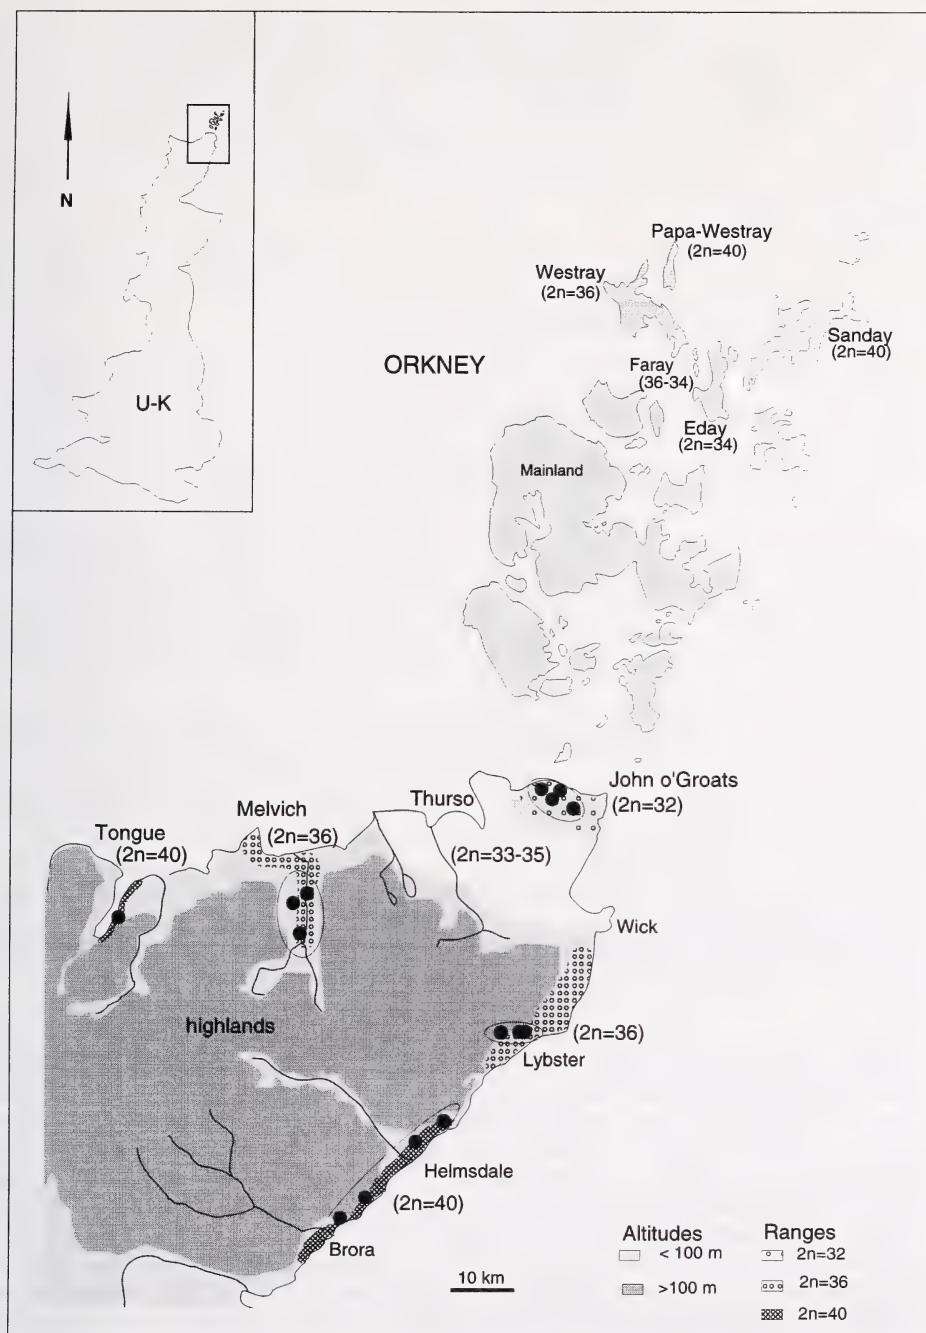 N
U-K
Papa-Westray
(2n=40)
Westray
(2n=36)
ORKNEY
Sanday
(2n=40)
Faray
(36-34)
Eday
(2n=34)
Mainland
John o'Groats
(2n=32)
Thurso
Melvich
(2n=36)
Tongue
(2n=40)
(2n=33-35)
Wick
highlands
(2n=36)
Lybster
Helmsdale
(2n=40)
Brora
10 km
Altitudes
< 100 m
>100 m
Ranges
2n=32
2n=36
2n=40